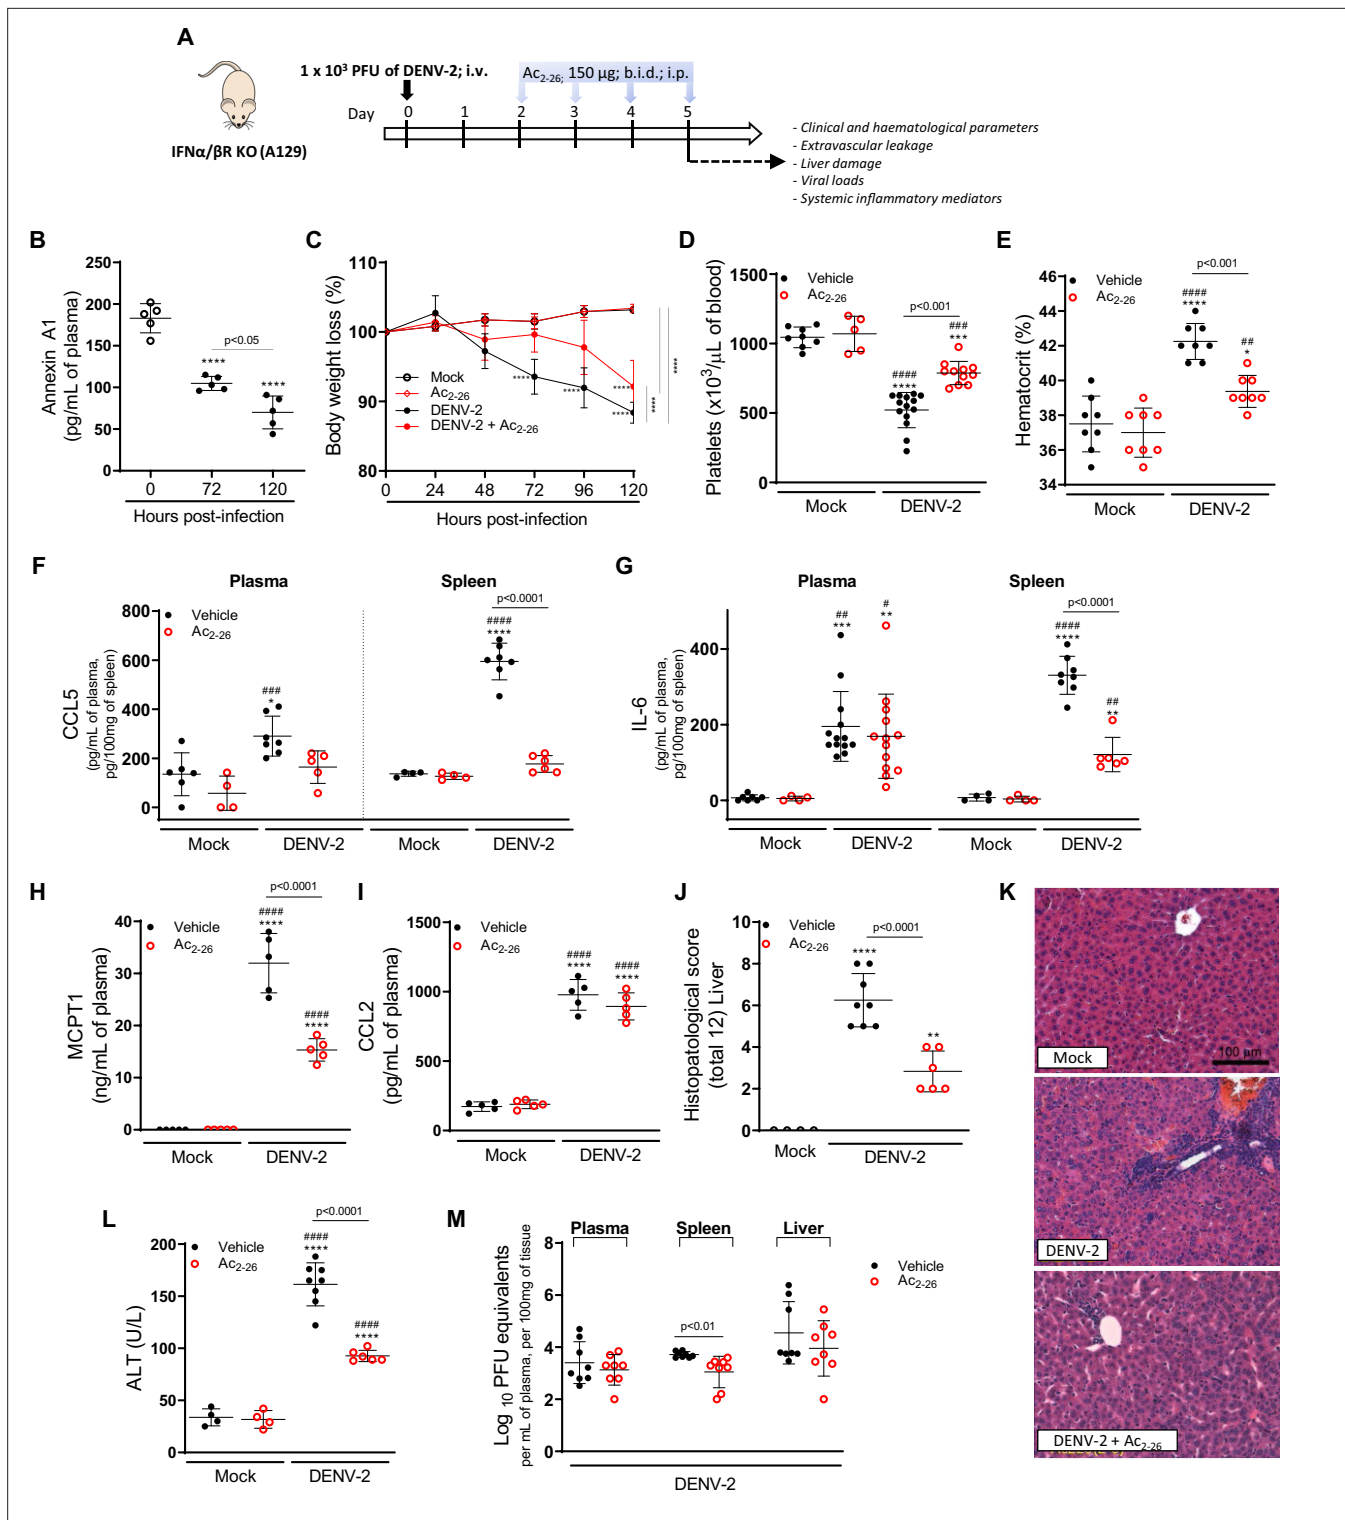 A
1 x 10³ PFU of DENV-2; i.v.
Ac2-26; 150 µg; b.i.d.; i.p.
Day 0 1 2 3 4 5
IFNα/βR KO (A129)
- Clinical and haematological parameters
- Extravascular leakage
- Liver damage
- Viral loads
- Systemic inflammatory mediators
B
Annexin A1
(pg/mL of plasma)
250
200
150
100
50
0
p<0.05
****
****
0 72 120
Hours post-infection
C
Body weight loss (%)
110
100
90
80
Mock
Ac2-26
DENV-2
DENV-2 + Ac2-26
****
****
****
****
****
****
0 24 48 72 96 120
Hours post-infection
D
Platelets (x10³/µL of blood)
1500
1000
500
0
Vehicle
Ac2-26
p<0.001
###
***
####
****
Mock DENV-2
E
Hematocrit (%)
46
44
42
40
38
36
34
Vehicle
Ac2-26
p<0.001
####
****
##
*
Mock DENV-2
F
Plasma Spleen
CCL5
(pg/mL of plasma,
pg/100mg of spleen)
800
600
400
200
0
Vehicle
Ac2-26
###
*
p<0.0001
####
****
Mock DENV-2 Mock DENV-2
G
Plasma Spleen
IL-6
(pg/mL of plasma,
pg/100mg of spleen)
400
200
0
##
***
#
**
p<0.0001
####
****
##
**
Mock DENV-2 Mock DENV-2
H
MCPT1
(ng/mL of plasma)
40
30
20
10
0
Vehicle
Ac2-26
p<0.0001
####
****
####
****
Mock DENV-2
I
CCL2
(pg/mL of plasma)
1500
1000
500
0
Vehicle
Ac2-26
####
****
####
****
Mock DENV-2
J
Histopatological score
(total 12) Liver
10
8
6
4
2
0
Vehicle
Ac2-26
p<0.0001
****
**
Mock DENV-2
K
100 µm
Mock
DENV-2
DENV-2 + Ac2-26
L
ALT (U/L)
200
150
100
50
0
Vehicle
Ac2-26
p<0.0001
####
****
####
****
Mock DENV-2
M
Log 10 PFU equivalents
per mL of plasma, per 100mg of tissue
8
6
4
2
0
Plasma Spleen Liver
p<0.01
Vehicle
Ac2-26
DENV-2